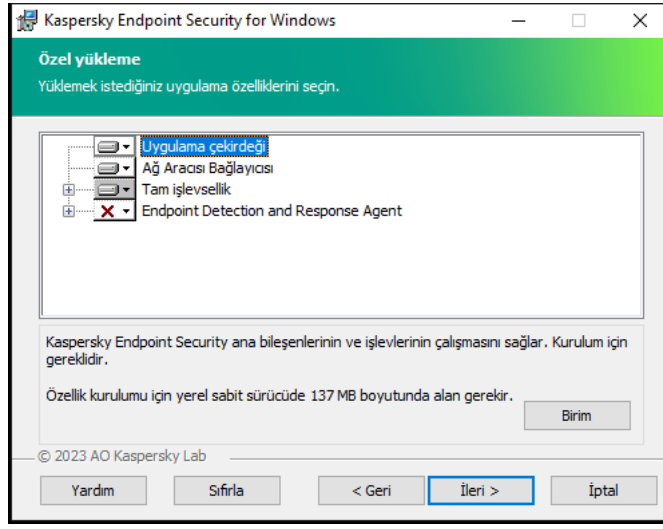 Kaspersky Endpoint Security for Windows
Özel yükleme
Yüklemek istediğiniz uygulama özelliklerini seçin.
Uygulama çekirdeği
Ağ Aracısı Bağlayıcısı
Tam işlevsellik
Endpoint Detection and Response Agent
Kaspersky Endpoint Security ana bileşenlerinin ve işlevlerinin çalışmasını sağlar. Kurulum için
gereklidir.
Özellik kurulumu için yerel sabit sürücüde 137 MB boyutunda alan gerekir.
Birim
© 2023 AO Kaspersky Lab
Yardım Sıfırla < Geri İleri > İptal